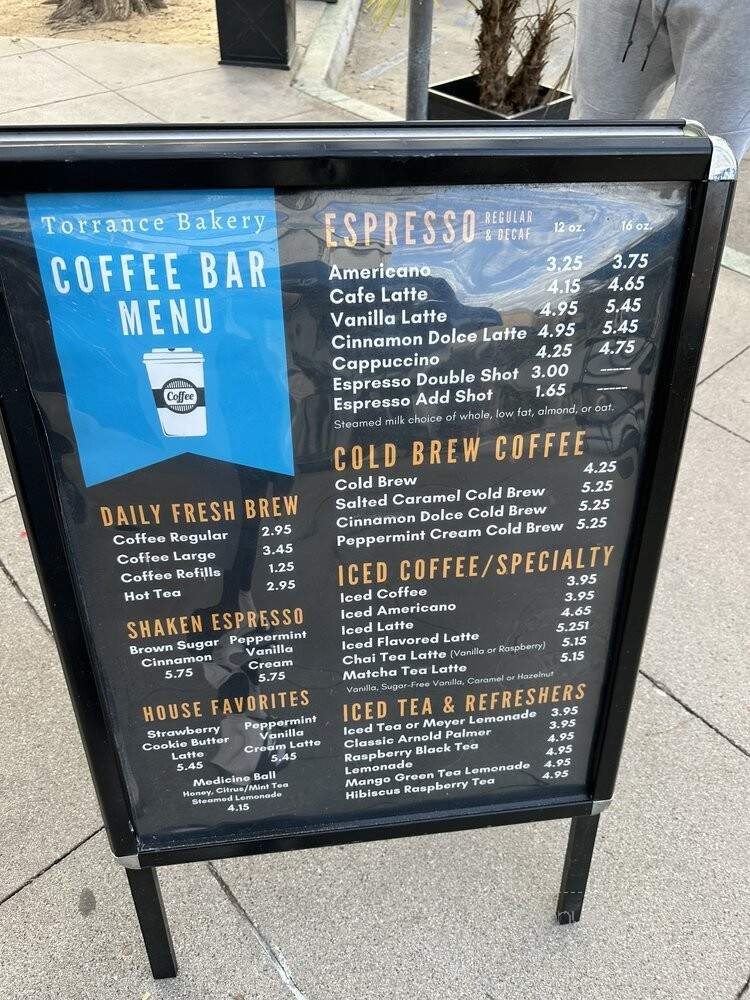 Torrance Bakery
COFFEE BAR
MENU
Coffee
DAILY FRESH BREW
Coffee Regular 2.95
Coffee Large 3.45
Coffee Refills 1.25
Hot Tea 2.95
SHAKEN ESPRESSO
Brown Sugar Peppermint
Cinnamon Vanilla
5.75 Cream
5.75
HOUSE FAVORITES
Strawberry Peppermint
Cookie Butter Vanilla
Latte Cream Latte
5.45 5.45
Medicine Ball
Honey, Citrus/Mint Tea
Steamed Lemonade
4.15
ESPRESSO REGULAR & DECAF 12 oz. 16 oz.
Americano 3.25 3.75
Cafe Latte 4.15 4.65
Vanilla Latte 4.95 5.45
Cinnamon Dolce Latte 4.95 5.45
Cappuccino 4.25 4.75
Espresso Double Shot 3.00 ----
Espresso Add Shot 1.65 ----
Steamed milk choice of whole, low fat, almond, or oat.
COLD BREW COFFEE
Cold Brew 4.25
Salted Caramel Cold Brew 5.25
Cinnamon Dolce Cold Brew 5.25
Peppermint Cream Cold Brew 5.25
ICED COFFEE/SPECIALTY
Iced Coffee 3.95
Iced Americano 3.95
Iced Latte 4.65
Iced Flavored Latte 5.251
Chai Tea Latte (Vanilla or Raspberry) 5.15
Matcha Tea Latte 5.15
Vanilla, Sugar-Free Vanilla, Caramel or Hazelnut
ICED TEA & REFRESHERS
Iced Tea or Meyer Lemonade 3.95
Classic Arnold Palmer 3.95
Raspberry Black Tea 4.95
Lemonade 4.95
Mango Green Tea Lemonade 4.95
Hibiscus Raspberry Tea 4.95